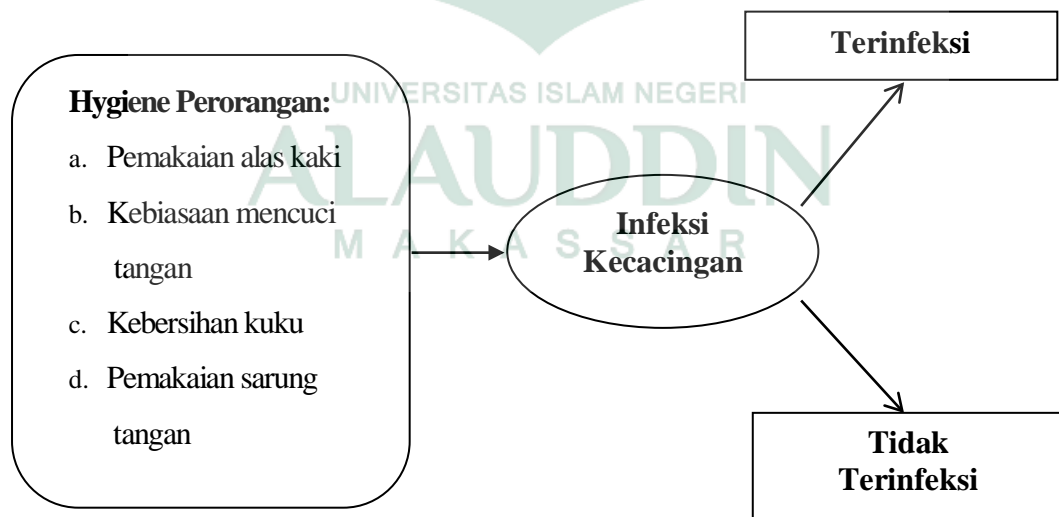 Hygiene Perorangan:
a. Pemakaian alas kaki
b. Kebiasaan mencuci
tangan
c. Kebersihan kuku
d. Pemakaian sarung
tangan
UNIVERSITAS ISLAM NEGERI
ALAUDDIN
MAKASSAR
Infeksi
Kecacingan
Terinfeksi
Tidak
Terinfeksi